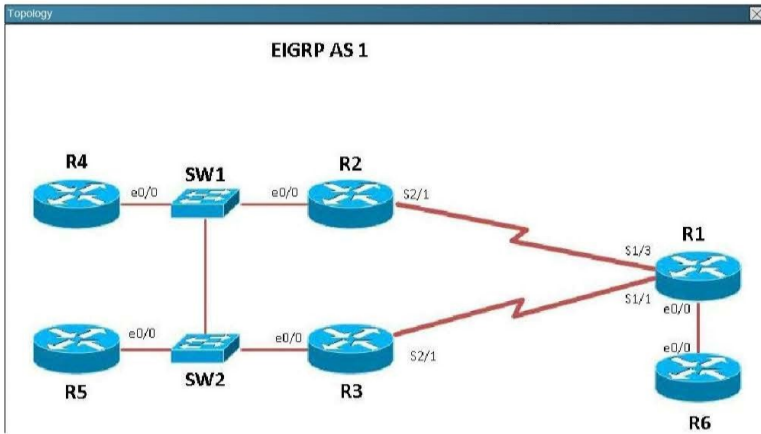 Topology
EIGRP AS 1
R4
SW1
R2
e0/0
e0/0
S2/1
R1
S1/3
S1/1
e0/0
e0/0
e0/0
e0/0
S2/1
R5
SW2
R3
R6